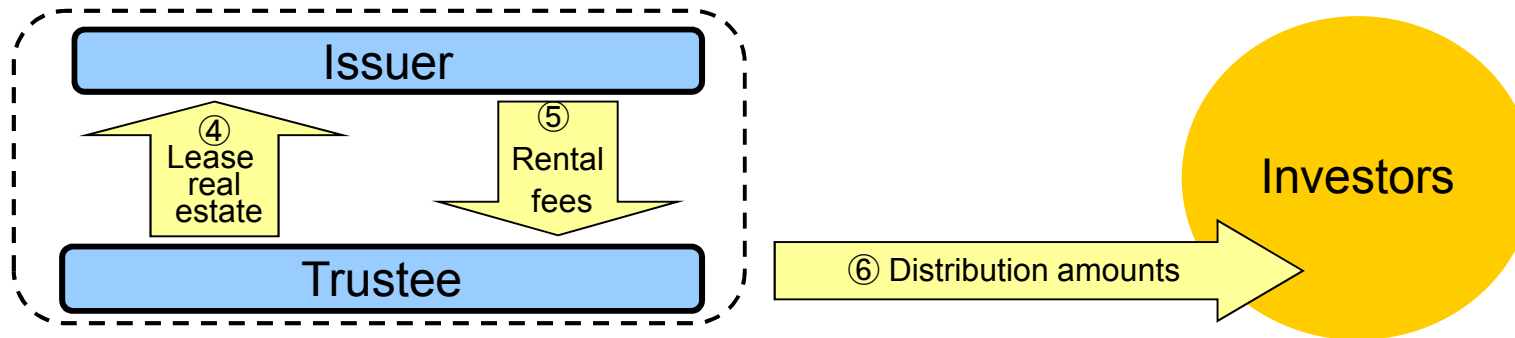 Issuer
④
Lease
real
estate
⑤
Rental
fees
Trustee
⑥ Distribution amounts
Investors